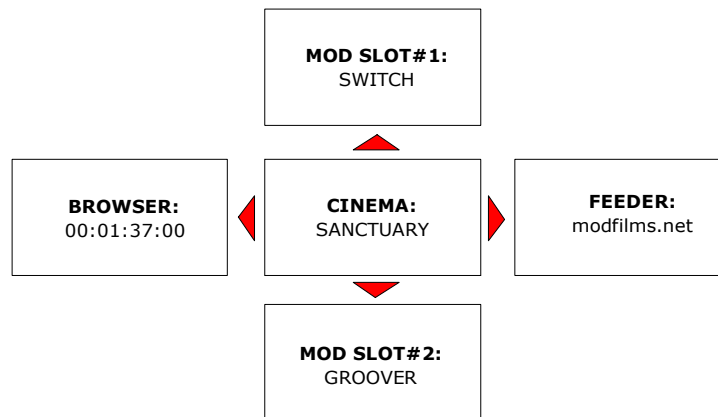 MOD SLOT#1:
SWITCH
BROWSER:
00:01:37:00
CINEMA:
SANCTUARY
FEEDER:
modfilms.net
MOD SLOT#2:
GROOVER